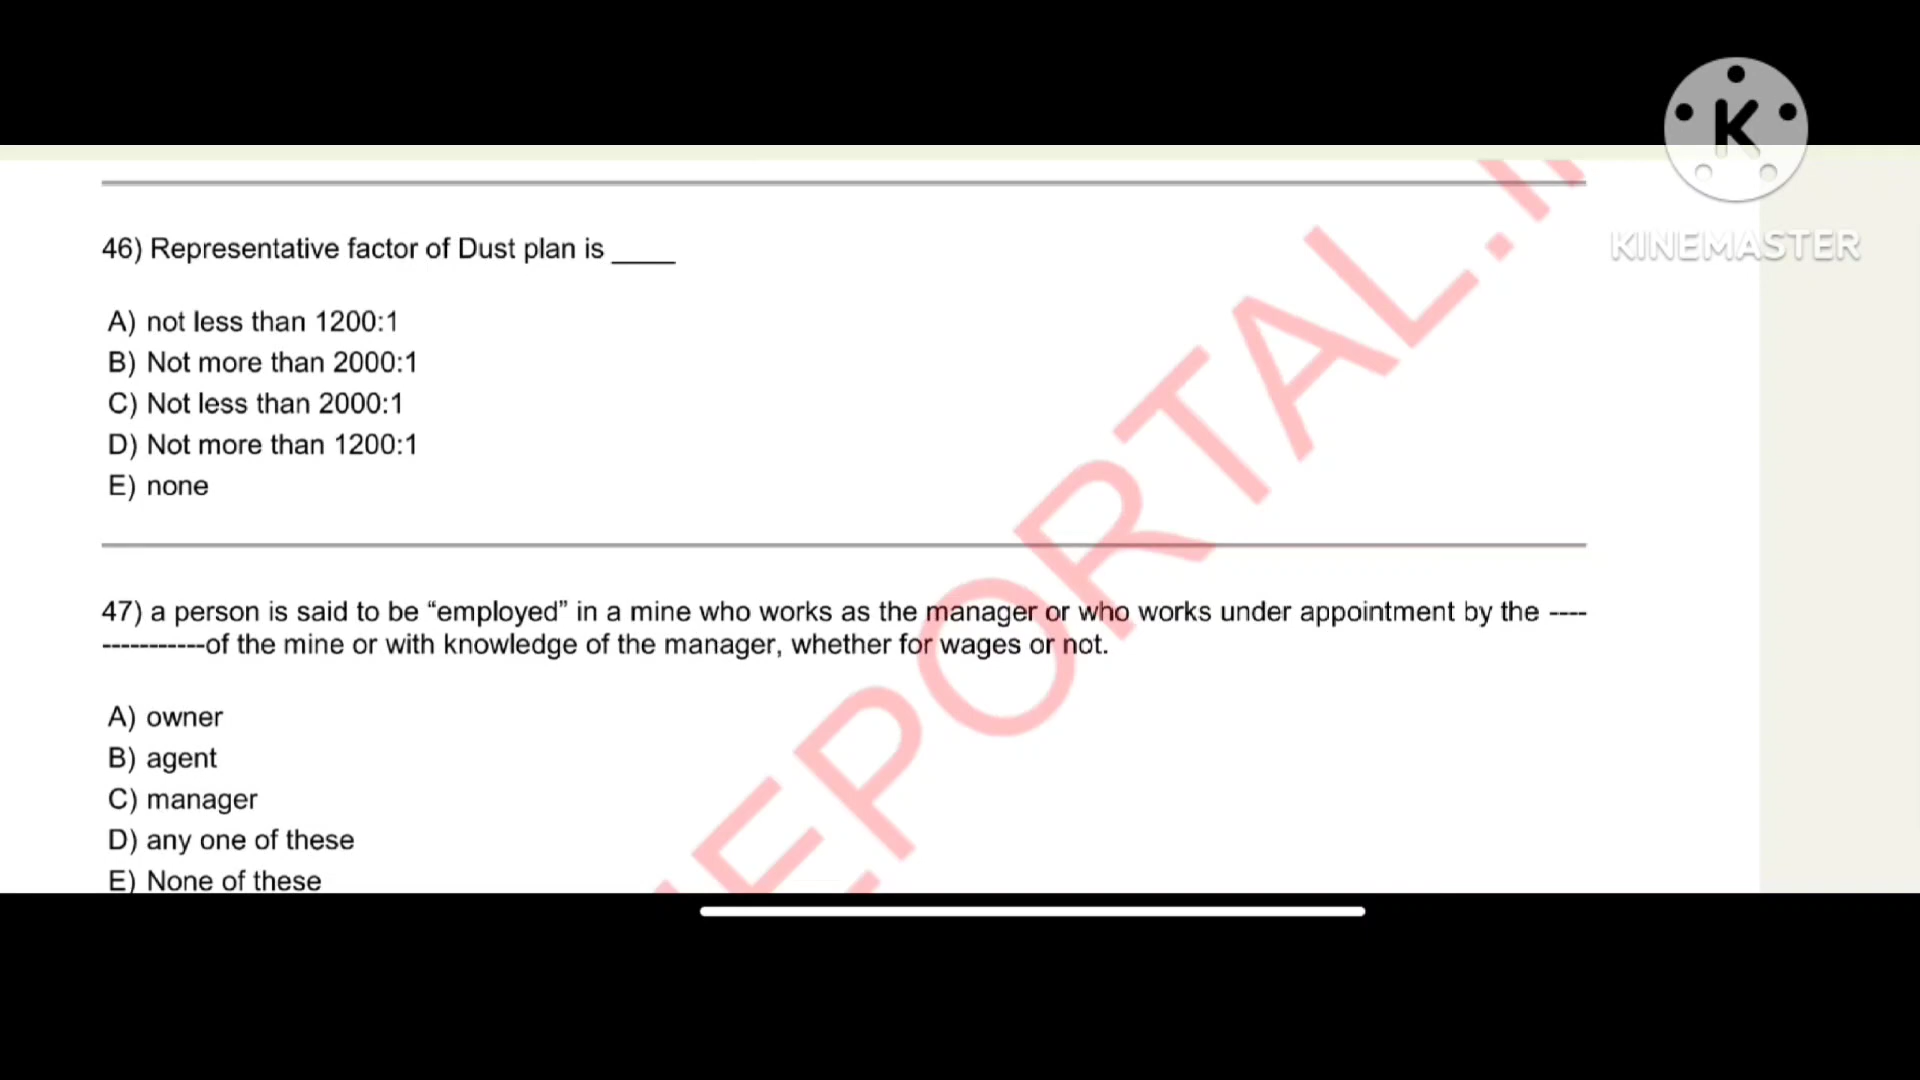 K
KINEMASTER
46) Representative factor of Dust plan is ____
A) not less than 1200:1
B) Not more than 2000:1
C) Not less than 2000:1
D) Not more than 1200:1
E) none
47) a person is said to be “employed” in a mine who works as the manager or who works under appointment by the ----
-----------of the mine or with knowledge of the manager, whether for wages or not.
A) owner
B) agent
C) manager
D) any one of these
E) None of these
EPORTAL.